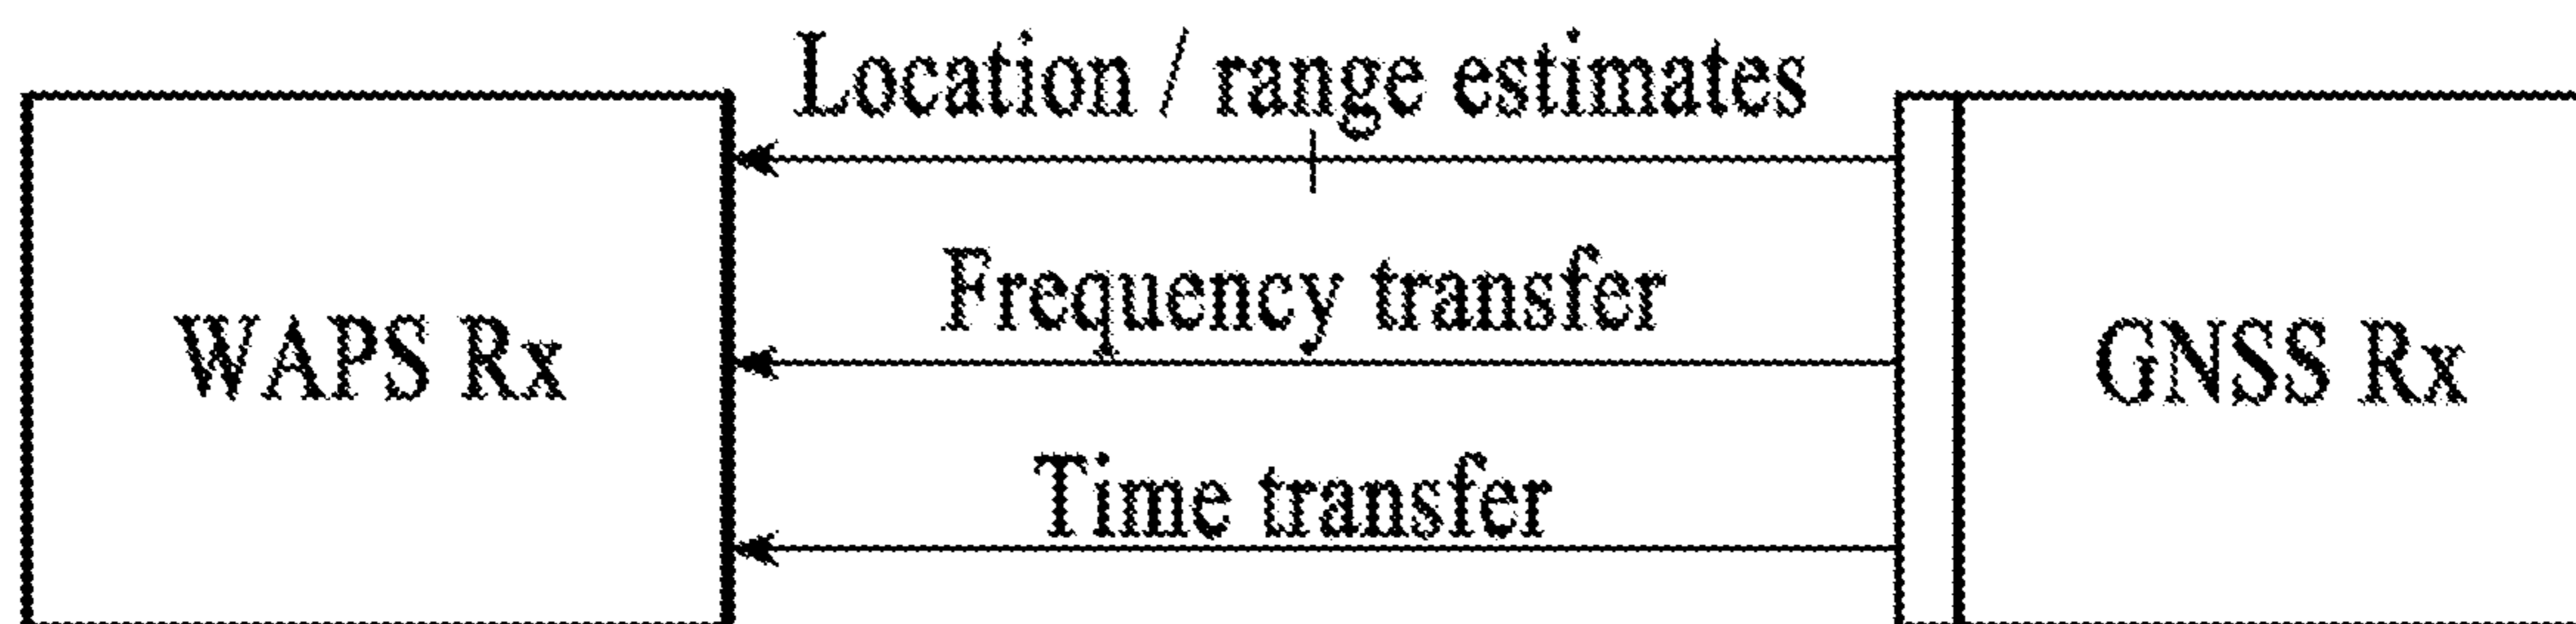 Location / range estimates
Frequency transfer
WAPS Rx
GNSS Rx
Time transfer